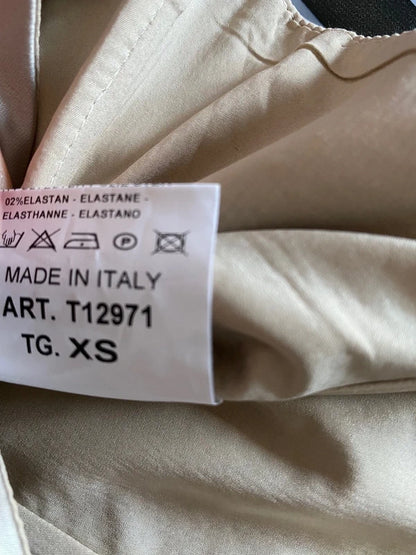 02%ELASTAN - ELASTANE -
ELASTHANNE - ELASTANO
MADE IN ITALY
ART. T12971
TG. XS